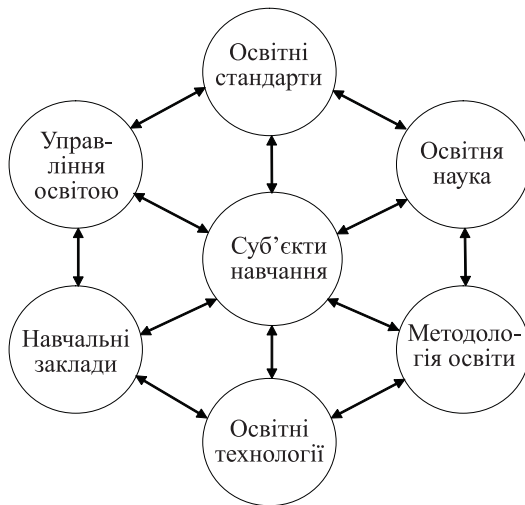 Освітні
стандарти
Управ-
ління
освітою
Освітня
наука
Суб’єкти
навчання
Навчальні
заклади
Методоло-
гія освіти
Освітні
технології